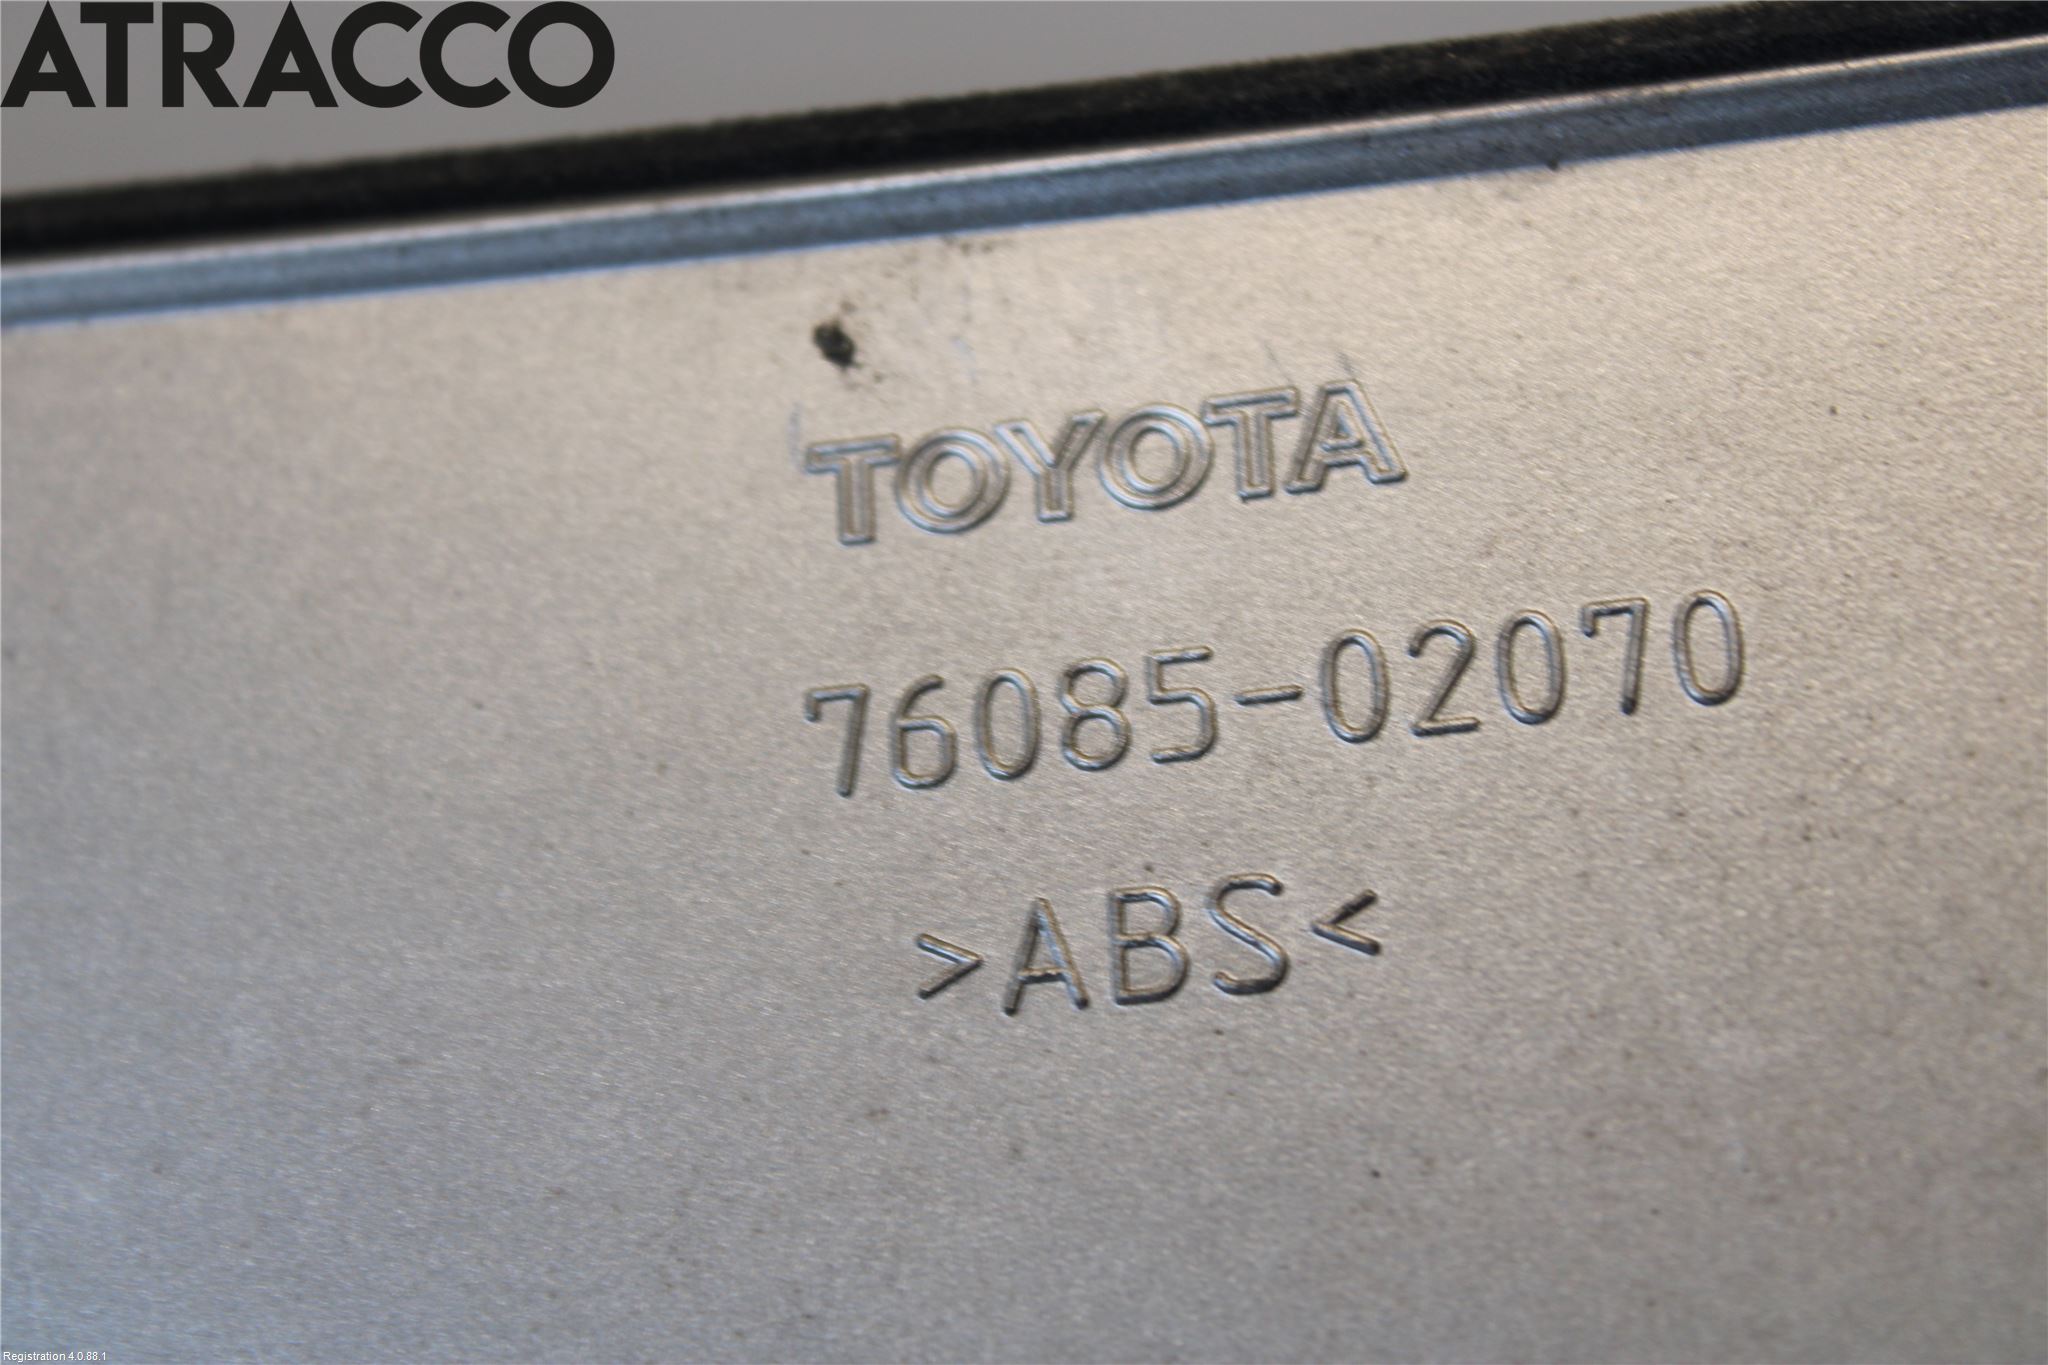 ATRACCO
TOYOTA
76085-02070
>ABS<
Registration 4.0.88.1